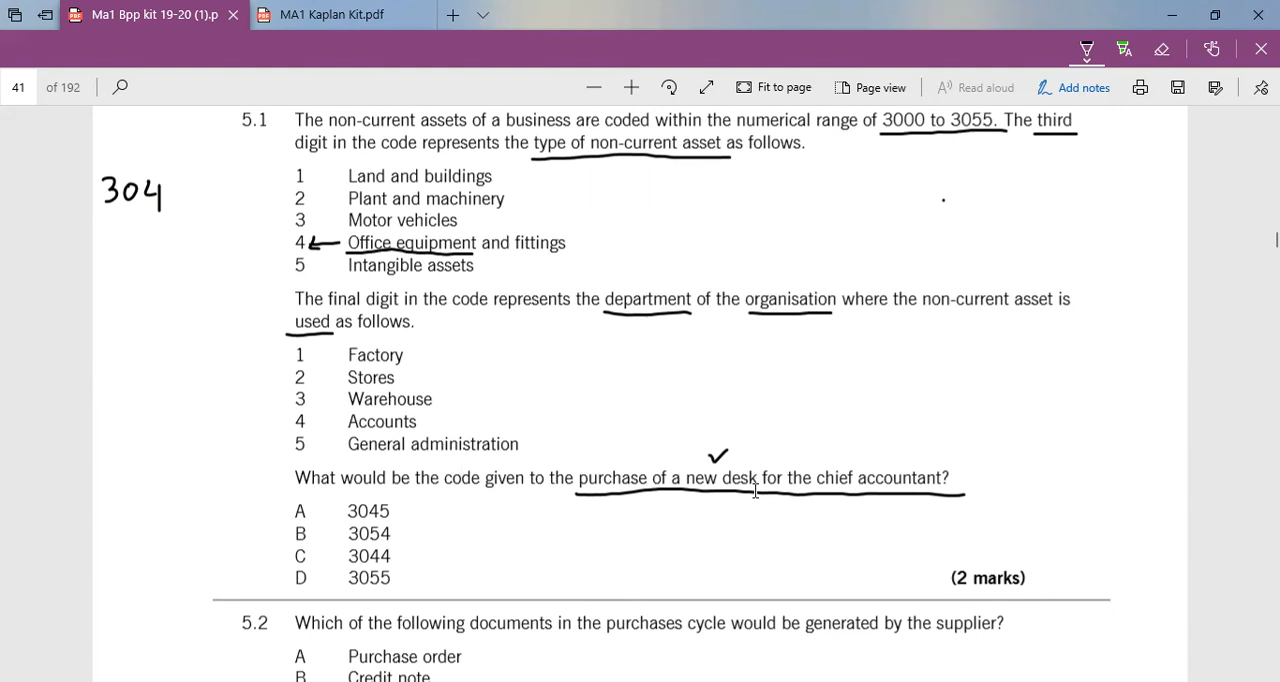 Ma1 Bpp kit 19-20 (1).p
MA1 Kaplan Kit.pdf
41 of 192
Fit to page
Page view
Read aloud
Add notes
5.1 The non-current assets of a business are coded within the numerical range of 3000 to 3055. The third
digit in the code represents the type of non-current asset as follows.
304
1 Land and buildings
2 Plant and machinery
3 Motor vehicles
4 Office equipment and fittings
5 Intangible assets
The final digit in the code represents the department of the organisation where the non-current asset is
used as follows.
1 Factory
2 Stores
3 Warehouse
4 Accounts
5 General administration
What would be the code given to the purchase of a new desk for the chief accountant?
A 3045
B 3054
C 3044
D 3055
(2 marks)
5.2 Which of the following documents in the purchases cycle would be generated by the supplier?
A Purchase order
B Credit note